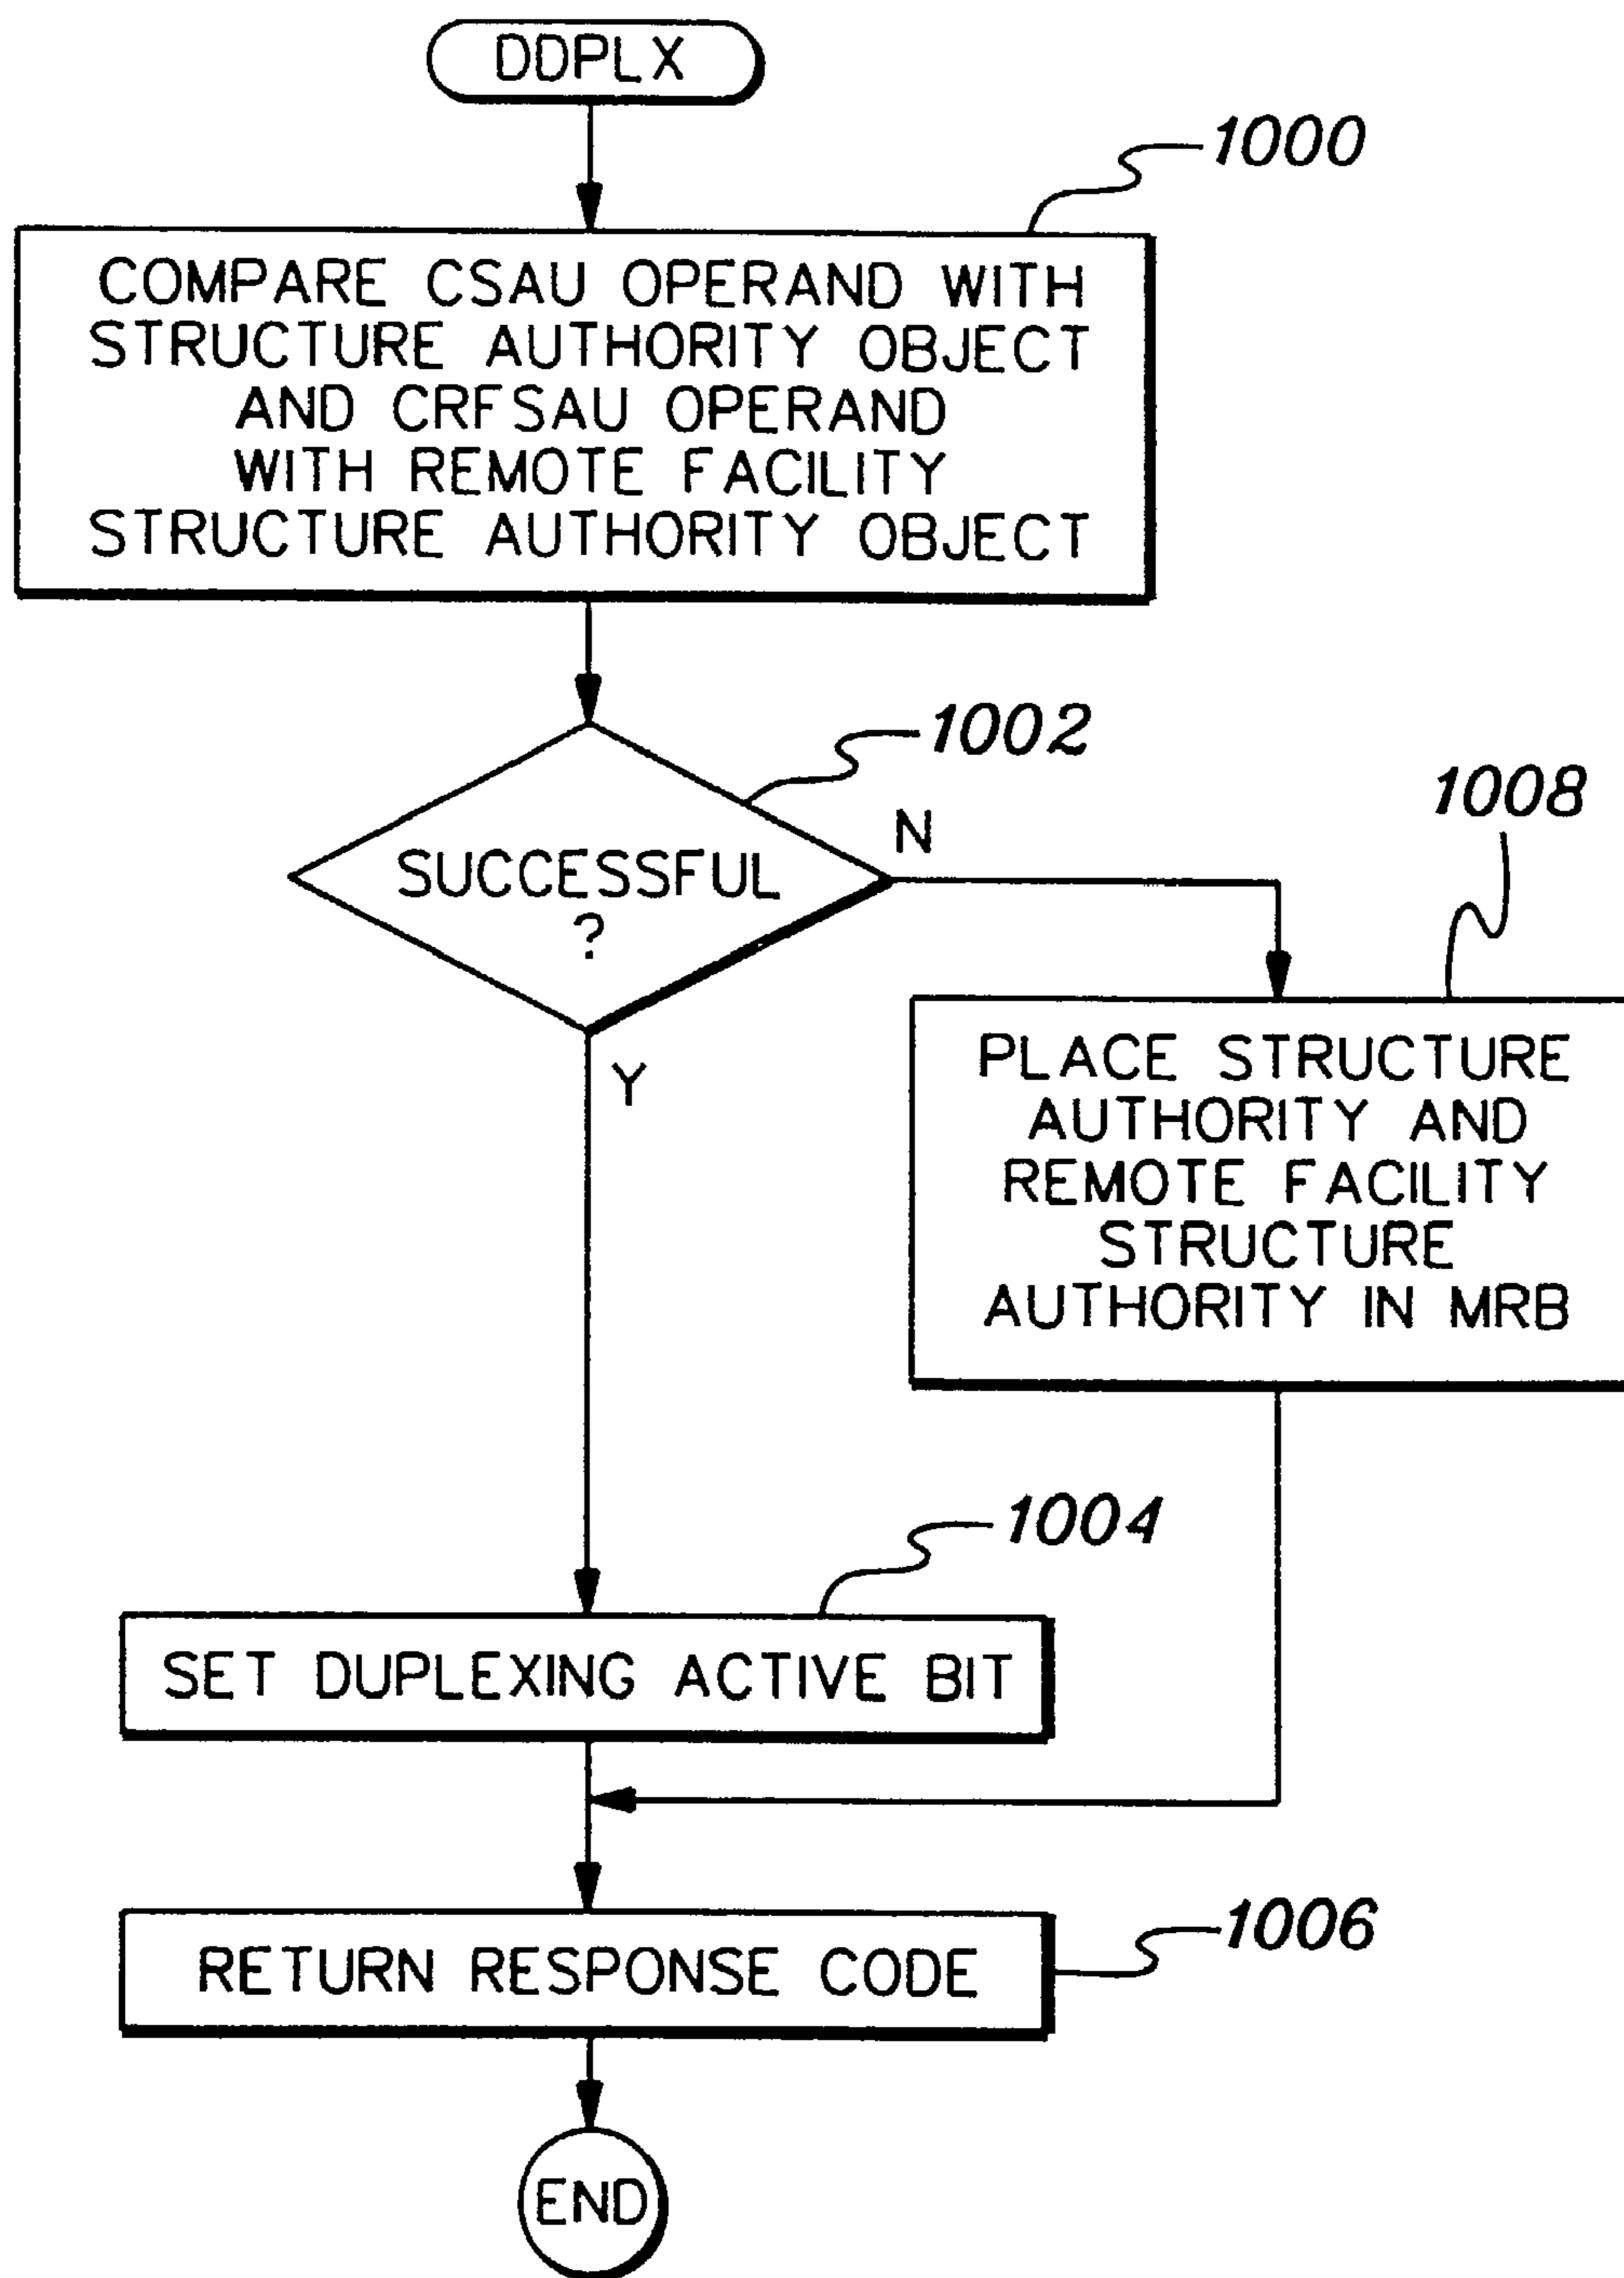 DDPLX
1000
COMPARE CSAU OPERAND WITH
STRUCTURE AUTHORITY OBJECT
AND CRFSAU OPERAND
WITH REMOTE FACILITY
STRUCTURE AUTHORITY OBJECT
1002
SUCCESSFUL
?
N
Y
1008
PLACE STRUCTURE
AUTHORITY AND
REMOTE FACILITY
STRUCTURE
AUTHORITY IN MRB
1004
SET DUPLEXING ACTIVE BIT
RETURN RESPONSE CODE
1006
END